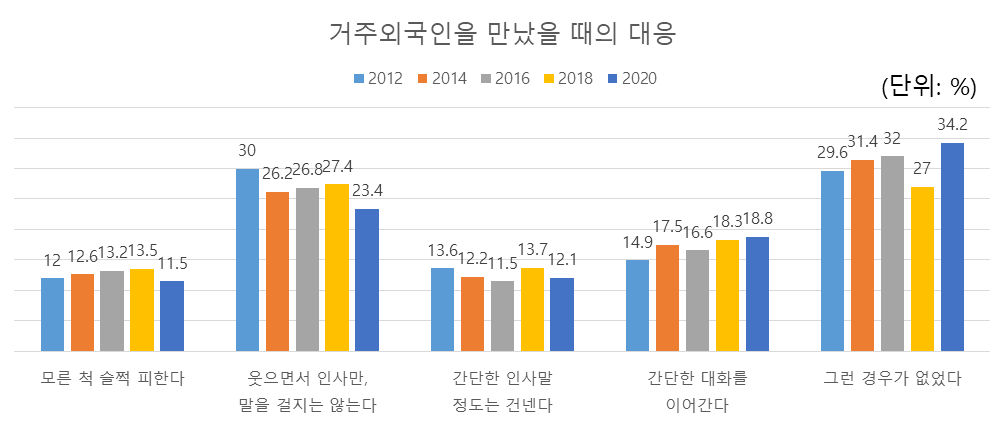 거주외국인을 만났을 때의 대응
2012 2014 2016 2018 2020
(단위: %)
12 12.6 13.2 13.5 11.5
30 26.2 26.8 27.4 23.4
13.6 12.2 11.5 13.7 12.1
14.9 17.5 16.6 18.3 18.8
29.6 31.4 32 27 34.2
모른 척 슬쩍 피한다
웃으면서 인사만,
말을 걸지는 않는다
간단한 인사말
정도는 건넨다
간단한 대화를
이어간다
그런 경우가 없었다